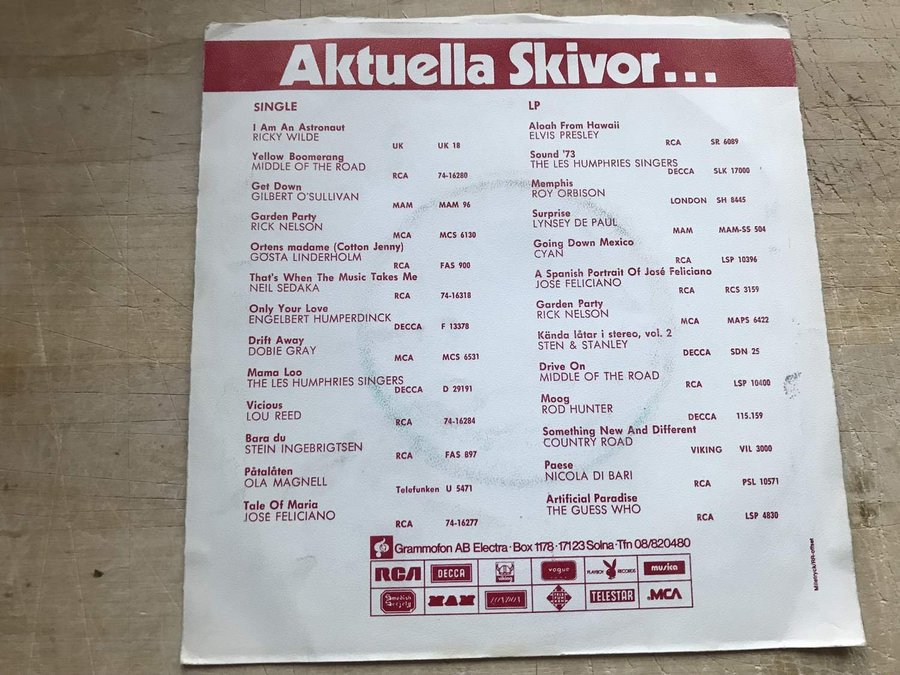 Aktuella Skivor...
SINGLE
I Am An Astronaut
RICKY WILDE
UK UK 18
Yellow Boomerang
MIDDLE OF THE ROAD
RCA 74-16280
Get Down
GILBERT O'SULLIVAN
MAM MAM 96
Garden Party
RICK NELSON
MCA MCS 6130
Ortens madame (Cotton Jenny)
GÖSTA LINDERHOLM
RCA FAS 900
That's When The Music Takes Me
NEIL SEDAKA
RCA 74-16318
Only Your Love
ENGELBERT HUMPERDINCK
DECCA F 13378
Drift Away
DOBIE GRAY
MCA MCS 6531
Mama Loo
THE LES HUMPHRIES SINGERS
DECCA D 29191
Vicious
LOU REED
RCA 74-16284
Bara du
STEIN INGEBRIGTSEN
RCA FAS 897
Påtalåten
OLA MAGNELL
Telefunken U 5471
Tale Of Maria
JOSÉ FELICIANO
RCA 74-16277
LP
Aloah From Hawaii
ELVIS PRESLEY
RCA SR 6089
Sound '73
THE LES HUMPHRIES SINGERS
DECCA SLK 17000
Memphis
ROY ORBISON
LONDON SH 8445
Surprise
LYNSEY DE PAUL
MAM MAM-SS 504
Going Down Mexico
CYAN
RCA LSP 10396
A Spanish Portrait Of José Feliciano
JOSÉ FELICIANO
RCA RCS 3159
Garden Party
RICK NELSON
MCA MAPS 6422
Kända låtar i stereo, vol. 2
STEN & STANLEY
DECCA SDN 25
Drive On
MIDDLE OF THE ROAD
RCA LSP 10400
Moog
ROD HUNTER
DECCA 115.159
Something New And Different
COUNTRY ROAD
VIKING VIL 3000
Paese
NICOLA DI BARI
RCA PSL 10571
Artificial Paradise
THE GUESS WHO
RCA LSP 4830
Grammofon AB Electra · Box 1178 · 17123 Solna · Tfn 08/820480
RCA DECCA viking vogue PLAYBOY RECORDS musica
Swedish Society MAM TELEFUNKEN TELESTAR MCA